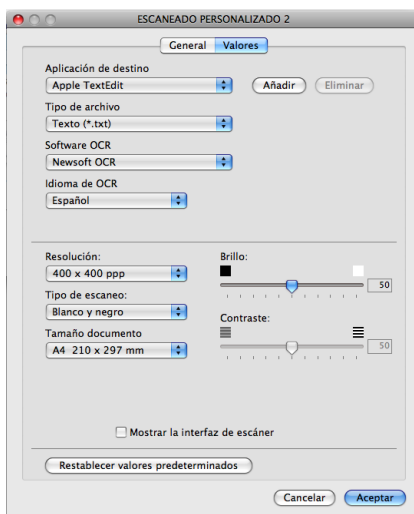 ESCANEADO PERSONALIZADO 2
General Valores
Aplicación de destino
Apple TextEdit Añadir Eliminar
Tipo de archivo
Texto (*.txt)
Software OCR
Newsoft OCR
Idioma de OCR
Español
Resolución: Brillo:
400 x 400 ppp 50
Tipo de escaneo:
Blanco y negro Contraste:
Tamaño documento
A4 210 x 297 mm 50
Mostrar la interfaz de escáner
Restablecer valores predeterminados
Cancelar Aceptar